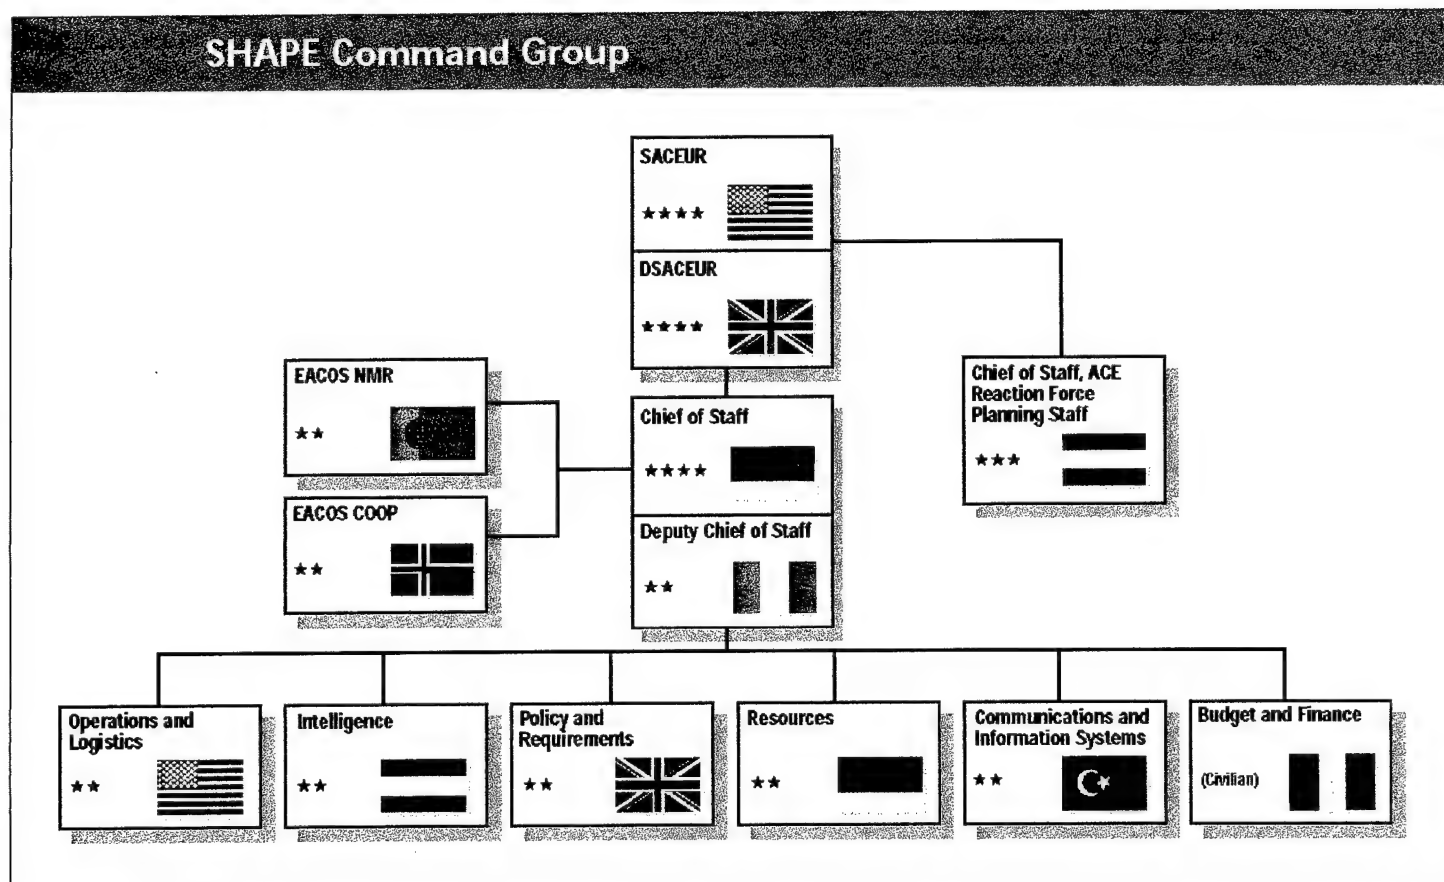 SHAPE Command Group
SACEUR
DSACEUR
EACOS NMR
Chief of Staff, ACE
Reaction Force
Planning Staff
Chief of Staff
EACOS COOP
Deputy Chief of Staff
Operations and
Logistics
Intelligence
Policy and
Requirements
Resources
Communications and
Information Systems
Budget and Finance
(Civilian)